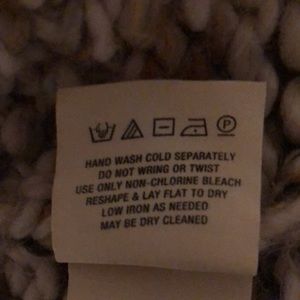 P
HAND WASH COLD SEPARATELY
DO NOT WRING OR TWIST
USE ONLY NON-CHLORINE BLEACH
RESHAPE & LAY FLAT TO DRY
LOW IRON AS NEEDED
MAY BE DRY CLEANED